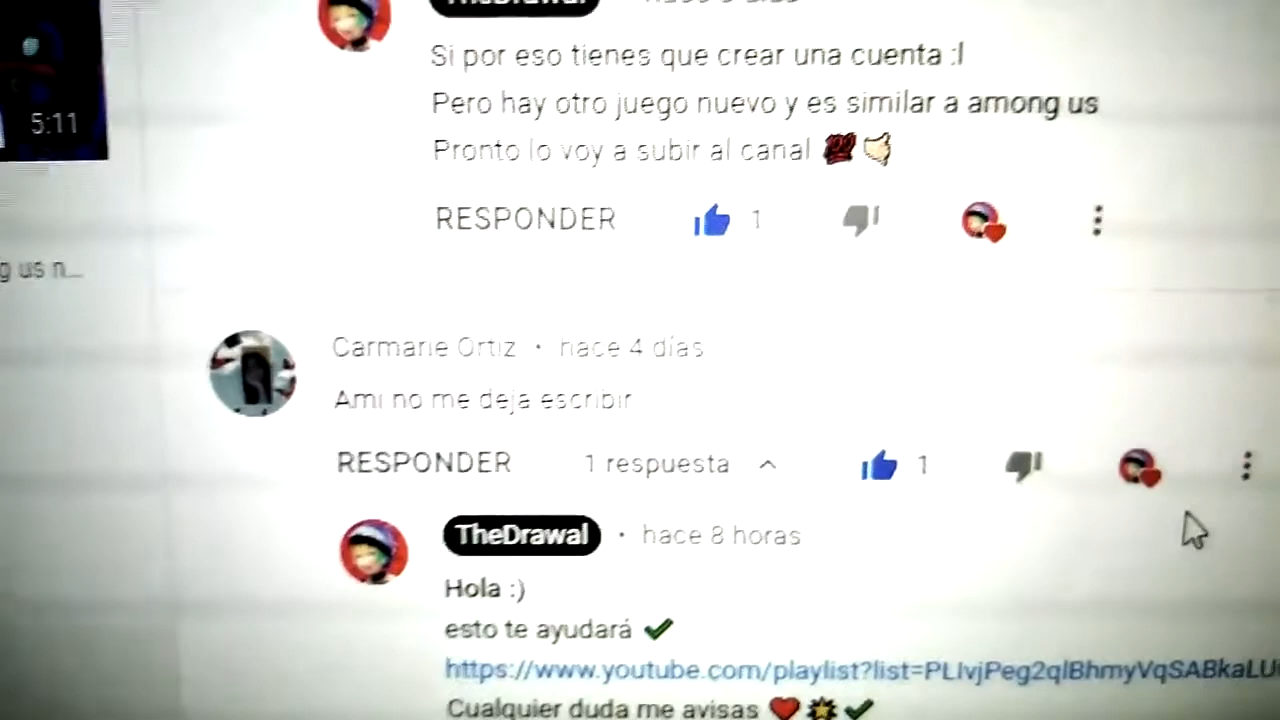 5:11
Si por eso tienes que crear una cuenta :l
Pero hay otro juego nuevo y es similar a among us
Pronto lo voy a subir al canal 💯
RESPONDER 1
g us n...
Carmarie Ortiz · hace 4 días
Ami no me deja escribir
RESPONDER 1 respuesta 1
TheDrawal · hace 8 horas
Hola :)
esto te ayudará
https://www.youtube.com/playlist?list=PLIvjPeg2qlBhmyVqSABkaLU
Cualquier duda me avisas